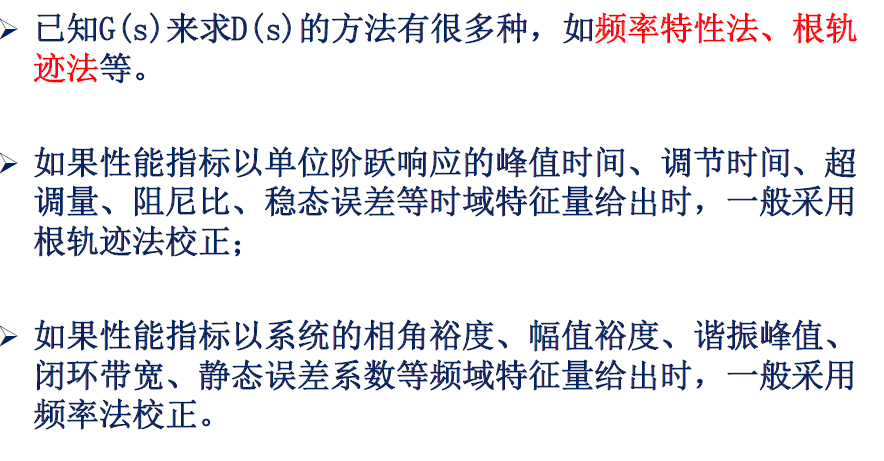 ➢ 已知G(s)来求D(s)的方法有很多种，如频率特性法、根轨
迹法等。
➢ 如果性能指标以单位阶跃响应的峰值时间、调节时间、超
调量、阻尼比、稳态误差等时域特征量给出时，一般采用
根轨迹法校正；
➢ 如果性能指标以系统的相角裕度、幅值裕度、谐振峰值、
闭环带宽、静态误差系数等频域特征量给出时，一般采用
频率法校正。